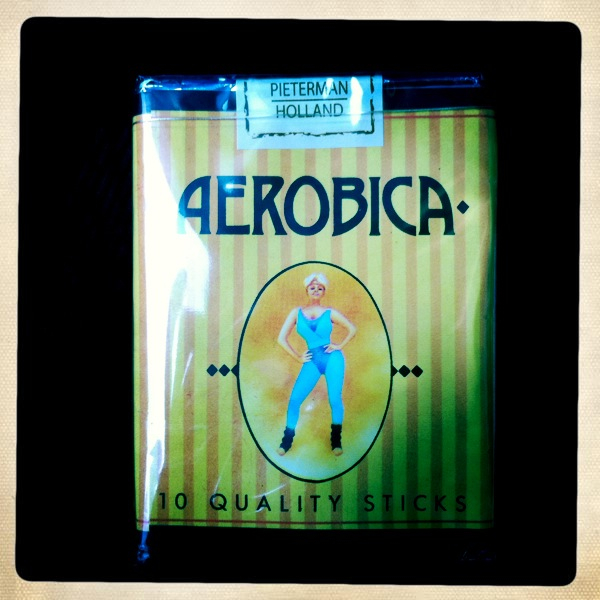 PIETERMAN
HOLLAND
AEROBICA
10 QUALITY STICKS